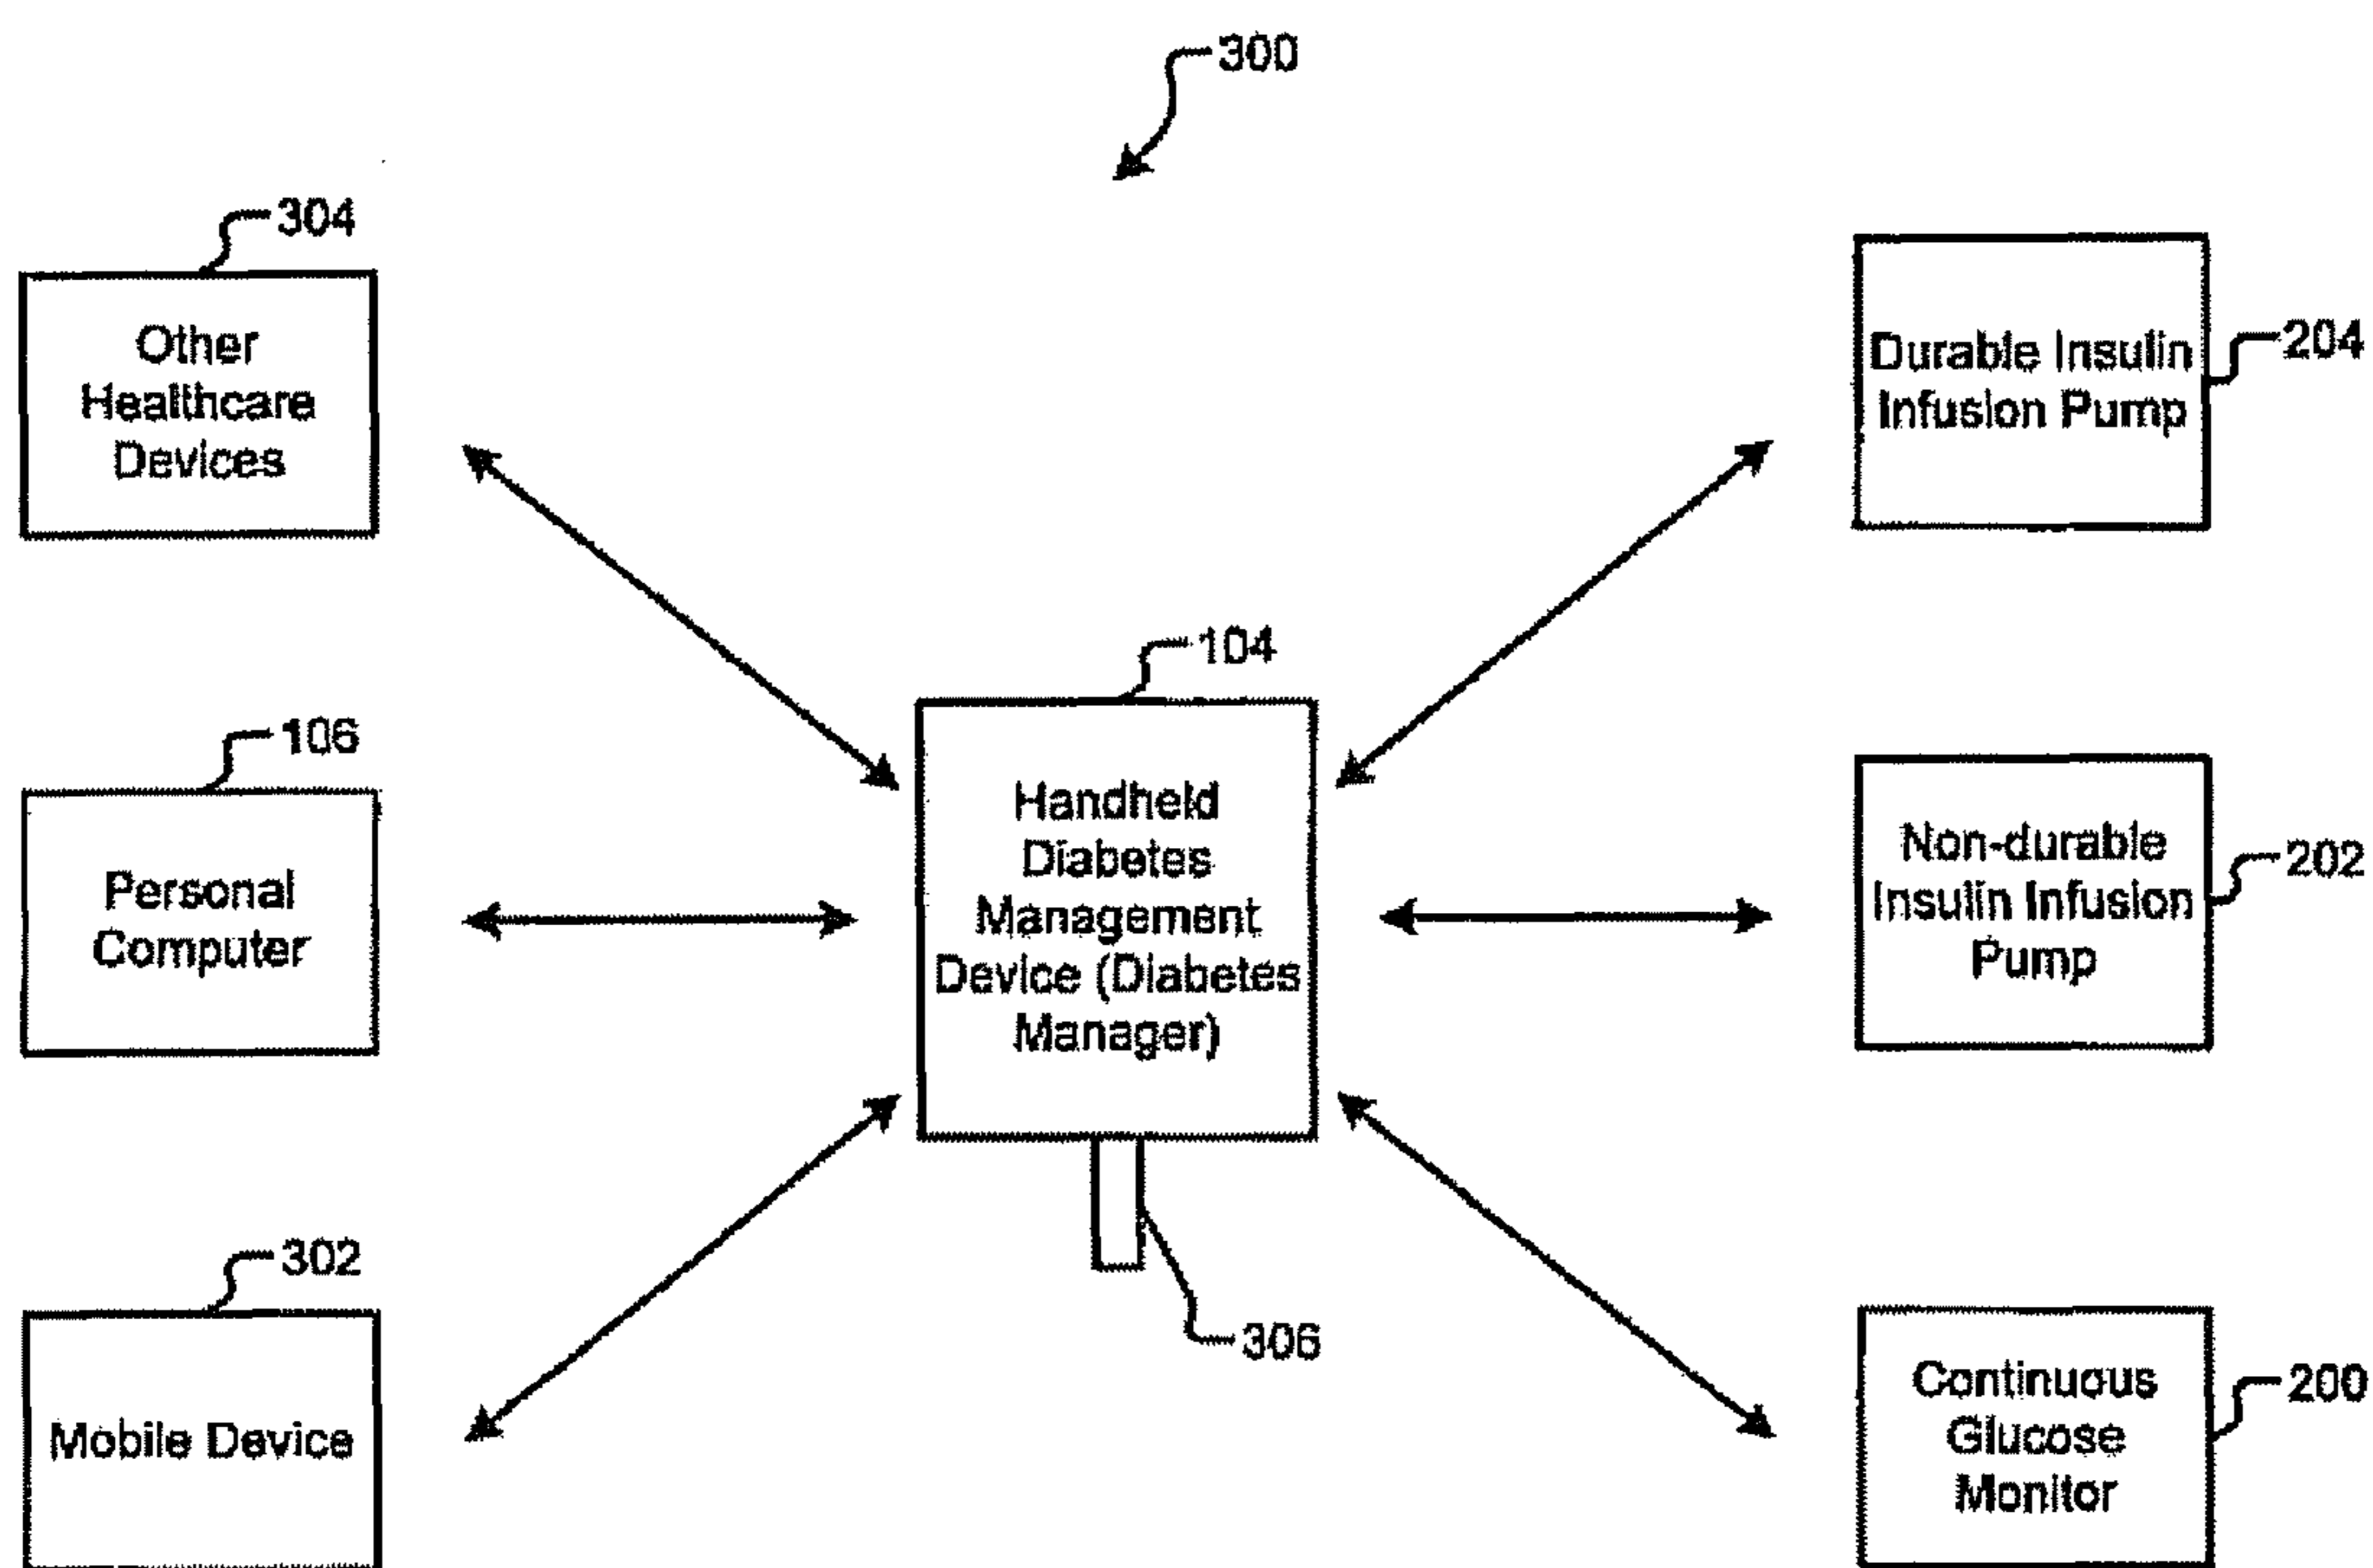 300
304
Other
Healthcare
Devices
Durable Insulin
Infusion Pump
204
104
106
Personal
Computer
Handheld
Diabetes
Management
Device (Diabetes
Manager)
Non-durable
Insulin Infusion
Pump
202
302
Mobile Device
306
Continuous
Glucose
Monitor
200